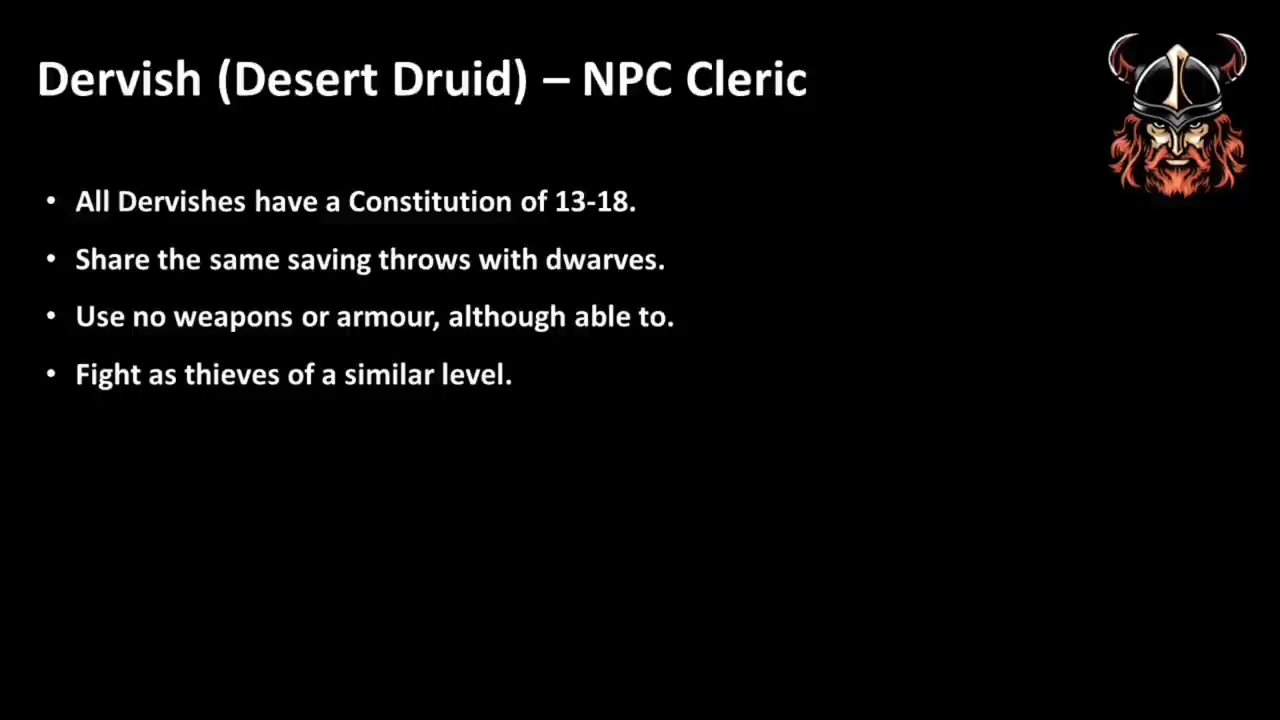 Dervish (Desert Druid) – NPC Cleric
• All Dervishes have a Constitution of 13-18.
• Share the same saving throws with dwarves.
• Use no weapons or armour, although able to.
• Fight as thieves of a similar level.